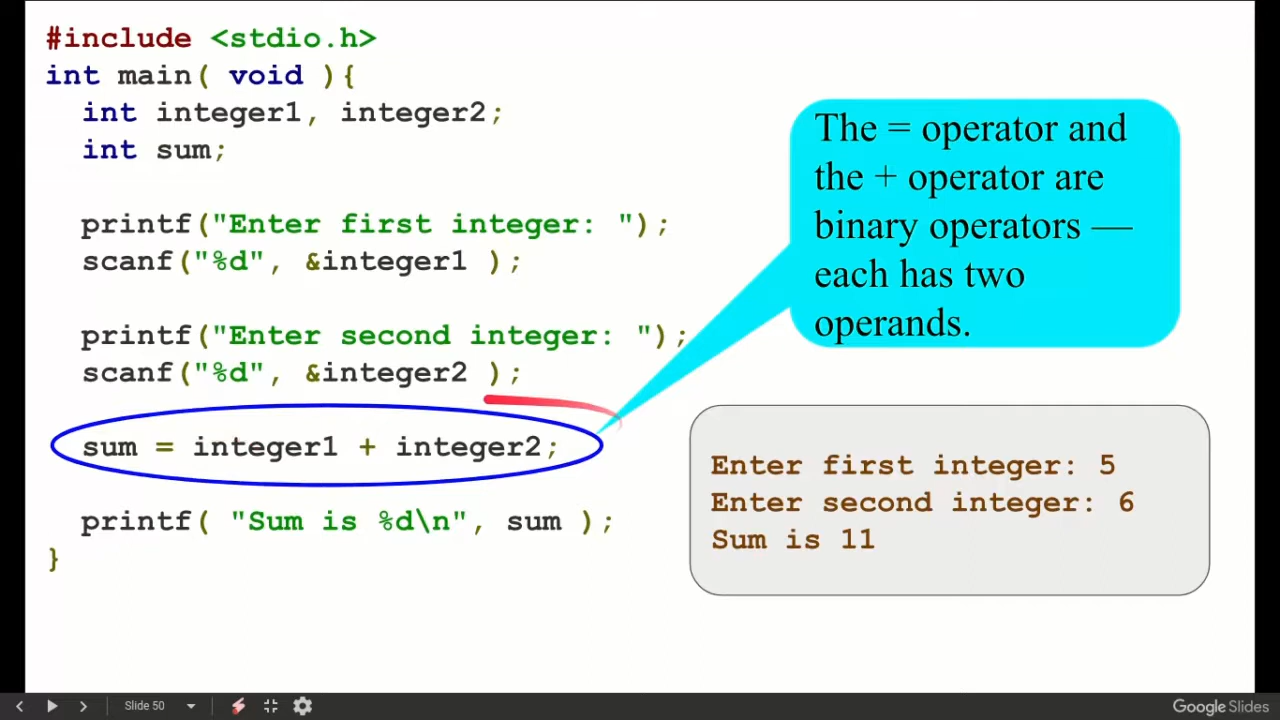 #include <stdio.h>
int main( void ){
int integer1, integer2;
int sum;
printf("Enter first integer: ");
scanf("%d", &integer1 );
printf("Enter second integer: ");
scanf("%d", &integer2 );
sum = integer1 + integer2;
printf( "Sum is %d\n", sum );
}
The = operator and
the + operator are
binary operators —
each has two
operands.
Enter first integer: 5
Enter second integer: 6
Sum is 11
Slide 50
Google Slides